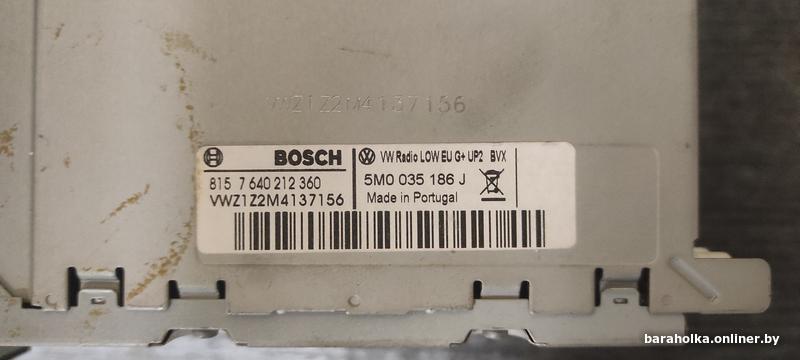 VWZ1Z2M4137156
BOSCH
815 7 640 212 360
VWZ1Z2M4137156
VW Radio LOW EU G+ UP2 BVX
5M0 035 186 J
Made in Portugal
baraholka.onliner.by